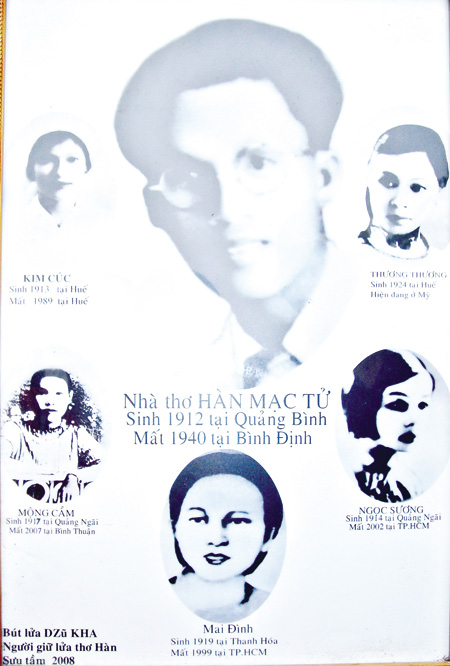 KIM CÚC
Sinh 1913 tại Huế
Mất 1989 tại Huế
THƯƠNG THƯƠNG
Sinh 1924 tại Huế
Hiện đang ở Mỹ
Nhà thơ HÀN MẠC TỬ
Sinh 1912 tại Quảng Bình
Mất 1940 tại Bình Định
MỘNG CẦM
Sinh 1917 tại Quảng Ngãi
Mất 2007 tại Bình Thuận
NGỌC SƯƠNG
Sinh 1914 tại Quảng Ngãi
Mất 2002 tại TP.HCM
Mai Đình
Sinh 1919 tại Thanh Hóa
Mất 1999 tại TP.HCM
Bút lửa DZũ KHA
Người giữ lửa thơ Hàn
Sưu tầm 2008